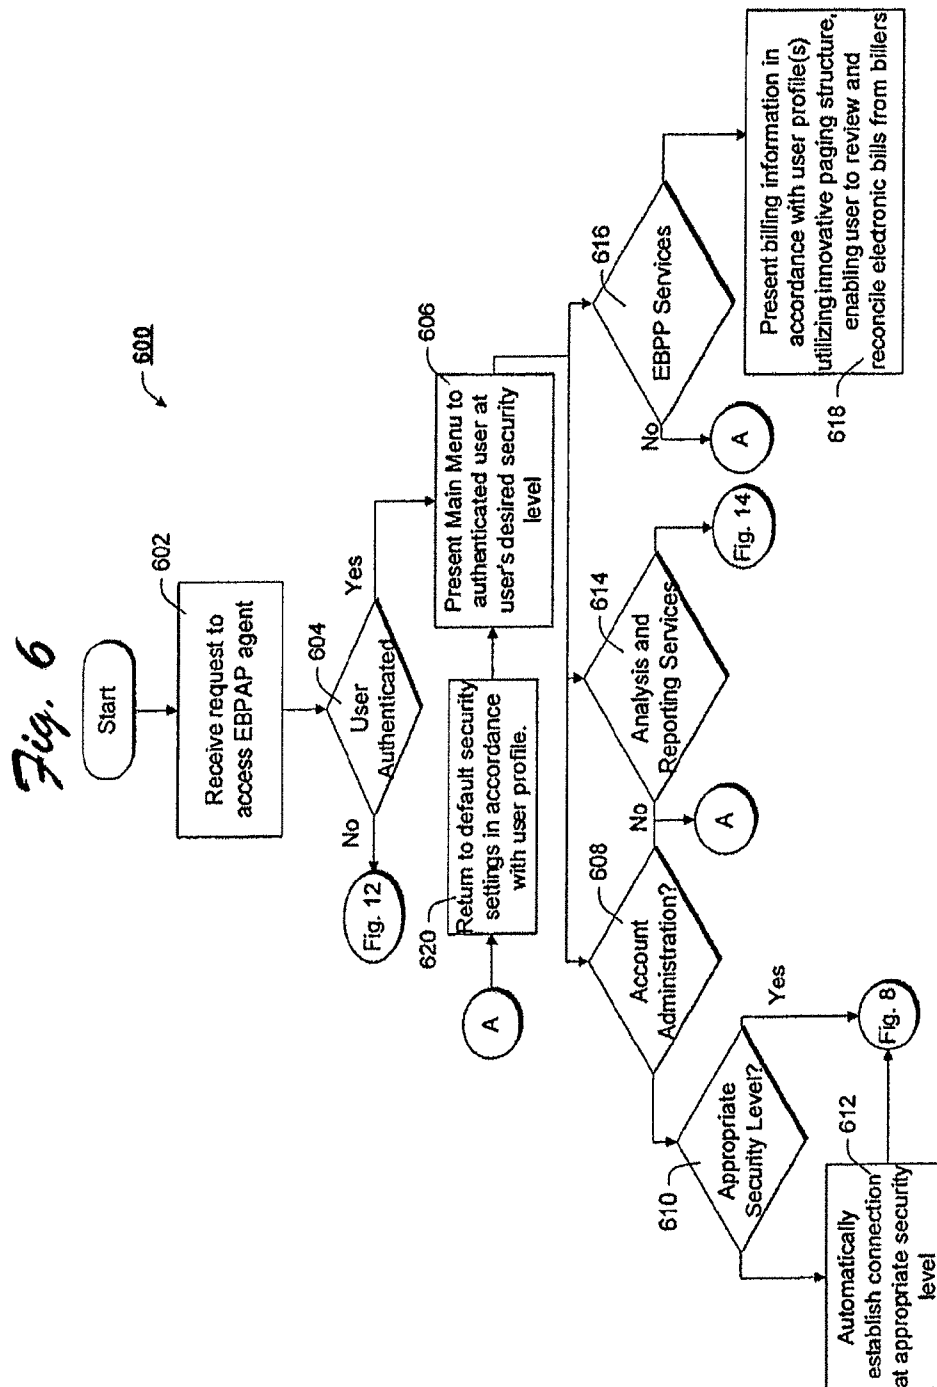 Fig. 6
600
Start
602
Receive request to
access EBPAP agent
604
User
Authenticated
No
Yes
Fig. 12
606
Present Main Menu to
authenticated user at
user's desired security
level
A
620
Return to default security
settings in accordance
with user profile.
608
Account
Administration?
No
A
614
Analysis and
Reporting Services
Fig. 14
616
EBPP Services
No
A
610
Appropriate
Security Level?
Yes
Fig. 8
612
Automatically
establish connection
at appropriate security
level
618
Present billing information in
accordance with user profile(s)
utilizing innovative paging structure,
enabling user to review and
reconcile electronic bills from billers